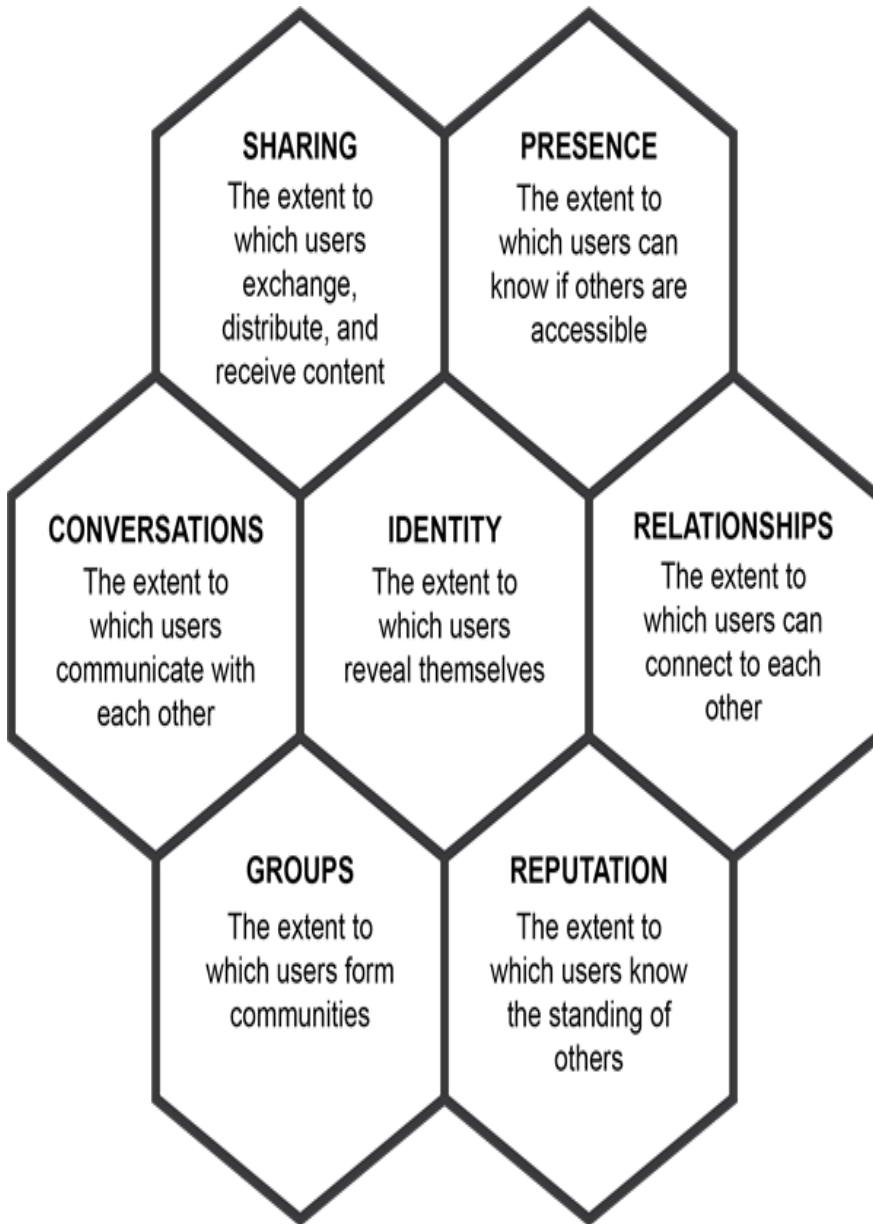 SHARING
The extent to
which users
exchange,
distribute, and
receive content
PRESENCE
The extent to
which users can
know if others are
accessible
CONVERSATIONS
The extent to
which users
communicate with
each other
IDENTITY
The extent to
which users
reveal themselves
RELATIONSHIPS
The extent to
which users can
connect to each
other
GROUPS
The extent to
which users form
communities
REPUTATION
The extent to
which users know
the standing of
others